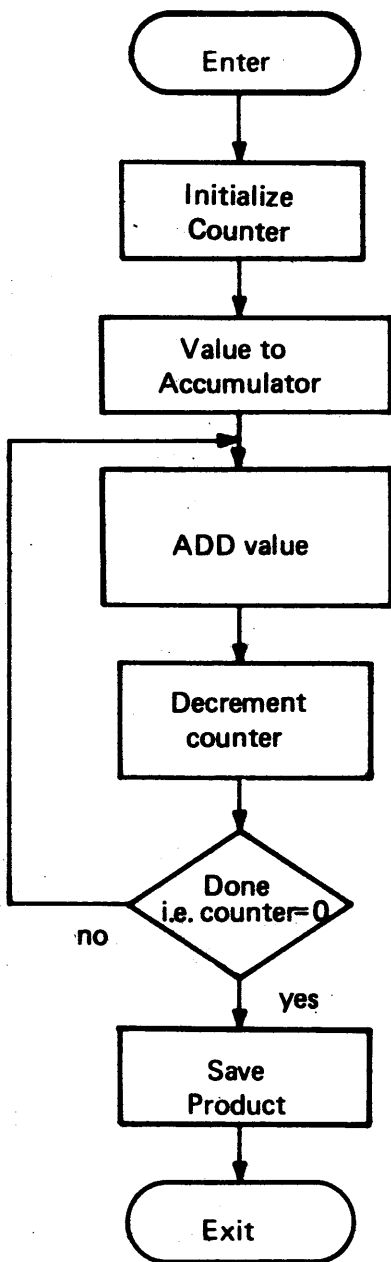 Enter
Initialize
Counter
Value to
Accumulator
ADD value
Decrement
counter
Done
i.e. counter=0
no
yes
Save
Product
Exit